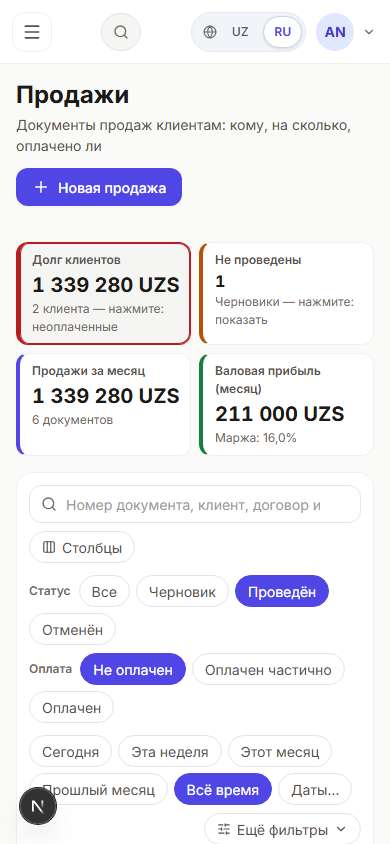 UZ RU AN
Продажи
Документы продаж клиентам: кому, на сколько,
оплачено ли
Новая продажа
Долг клиентов
1 339 280 UZS
2 клиента — нажмите:
неоплаченные
Не проведены
1
Черновики — нажмите:
показать
Продажи за месяц
1 339 280 UZS
6 документов
Валовая прибыль
(месяц)
211 000 UZS
Маржа: 16,0%
Номер документа, клиент, договор и
Столбцы
Статус Все Черновик Проведён
Отменён
Оплата Не оплачен Оплачен частично
Оплачен
Сегодня Эта неделя Этот месяц
Прошлый месяц Всё время Даты...
N
Ещё фильтры